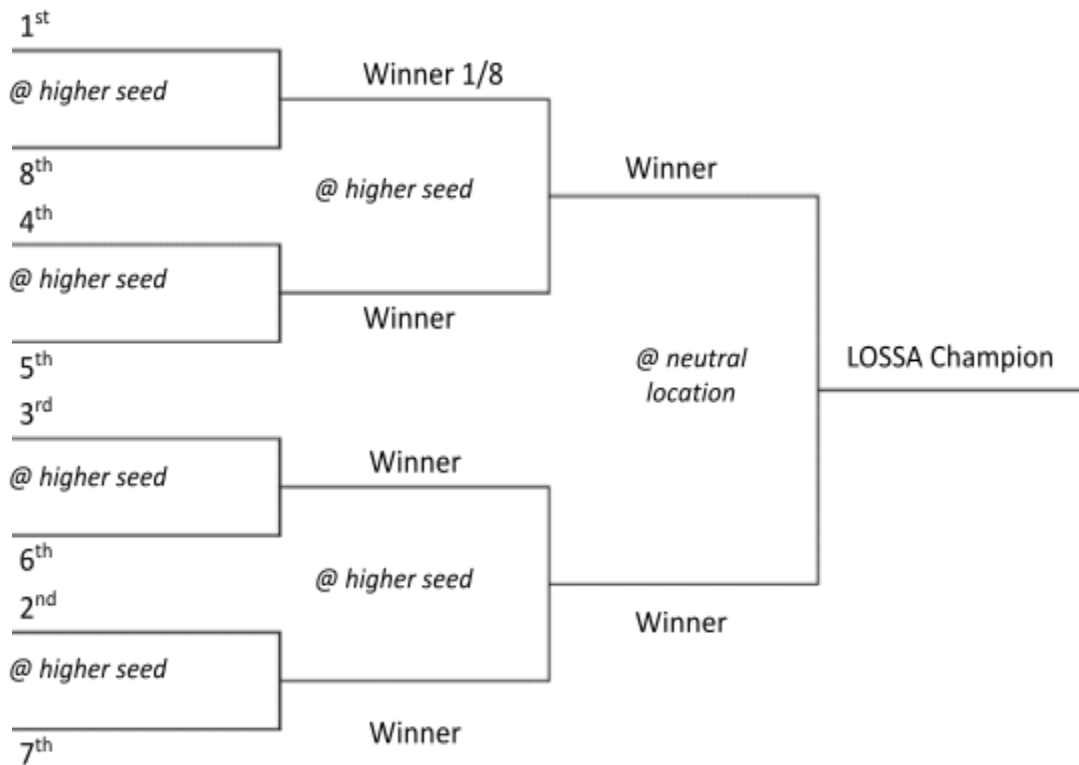 1st
@ higher seed
8th
4th
@ higher seed
5th
3rd
@ higher seed
6th
2nd
@ higher seed
7th
Winner 1/8
@ higher seed
Winner
Winner
@ higher seed
Winner
Winner
@ neutral
location
Winner
LOSSA Champion